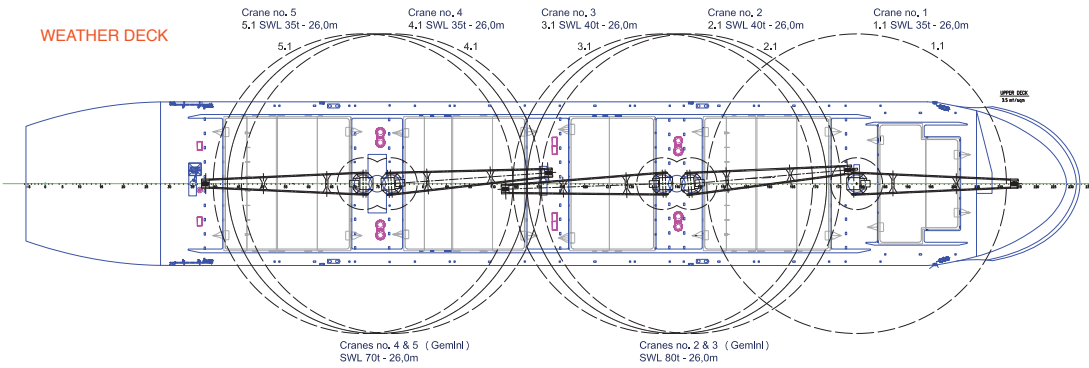 Crane no. 5
5.1 SWL 35t - 26,0m
Crane no. 4
4.1 SWL 35t - 26,0m
Crane no. 3
3.1 SWL 40t - 26,0m
Crane no. 2
2.1 SWL 40t - 26,0m
Crane no. 1
1.1 SWL 35t - 26,0m
WEATHER DECK
5.1
4.1
3.1
2.1
1.1
UPPER DECK
Cranes no. 4 & 5 (GemInI)
SWL 70t - 26,0m
Cranes no. 2 & 3 (GemInI)
SWL 80t - 26,0m